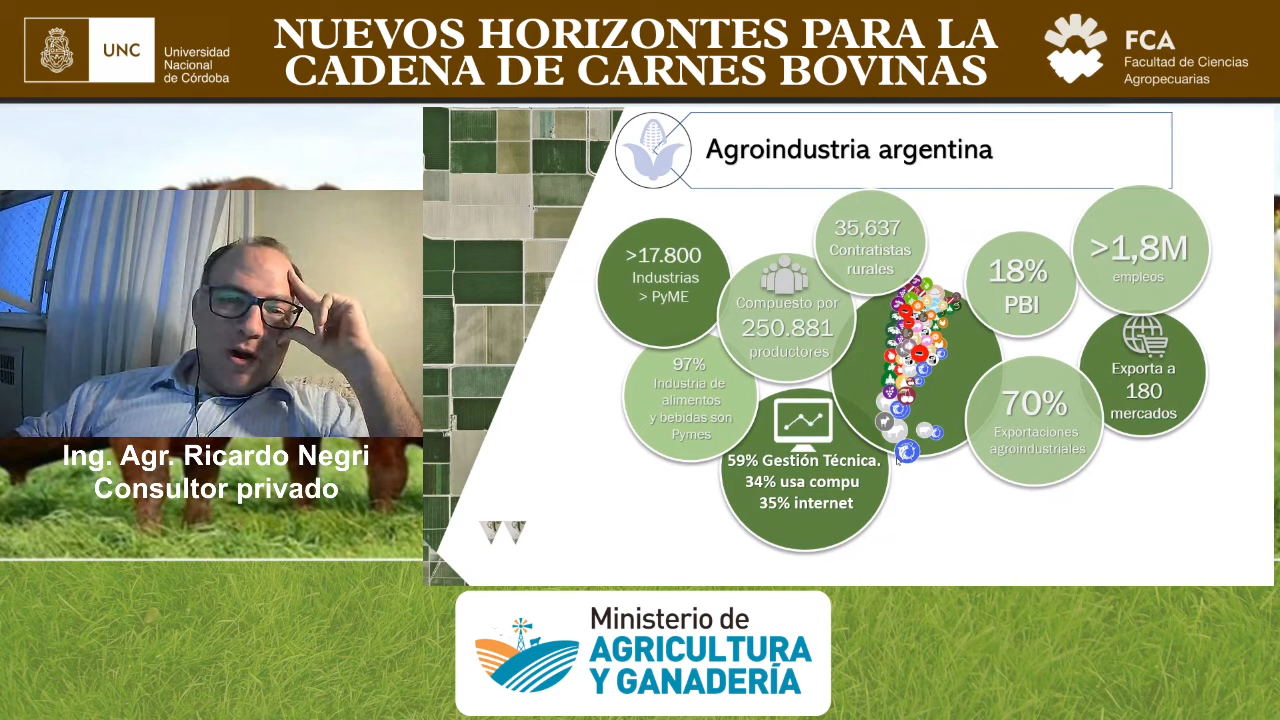 UNC
Universidad
Nacional
de Córdoba
NUEVOS HORIZONTES PARA LA
CADENA DE CARNES BOVINAS
FCA
Facultad de Ciencias
Agropecuarias
Agroindustria argentina
>17.800
Industrias
> PyME
Compuesto por
250.881
productores
35,637
Contratistas
rurales
18%
PBI
>1,8M
empleos
97%
Industria de
alimentos
y bebidas son
Pymes
59% Gestión Técnica.
34% usa compu
35% internet
70%
Exportaciones
agroindustriales
Exporta a
180
mercados
Ing. Agr. Ricardo Negri
Consultor privado
Ministerio de
AGRICULTURA
Y GANADERÍA